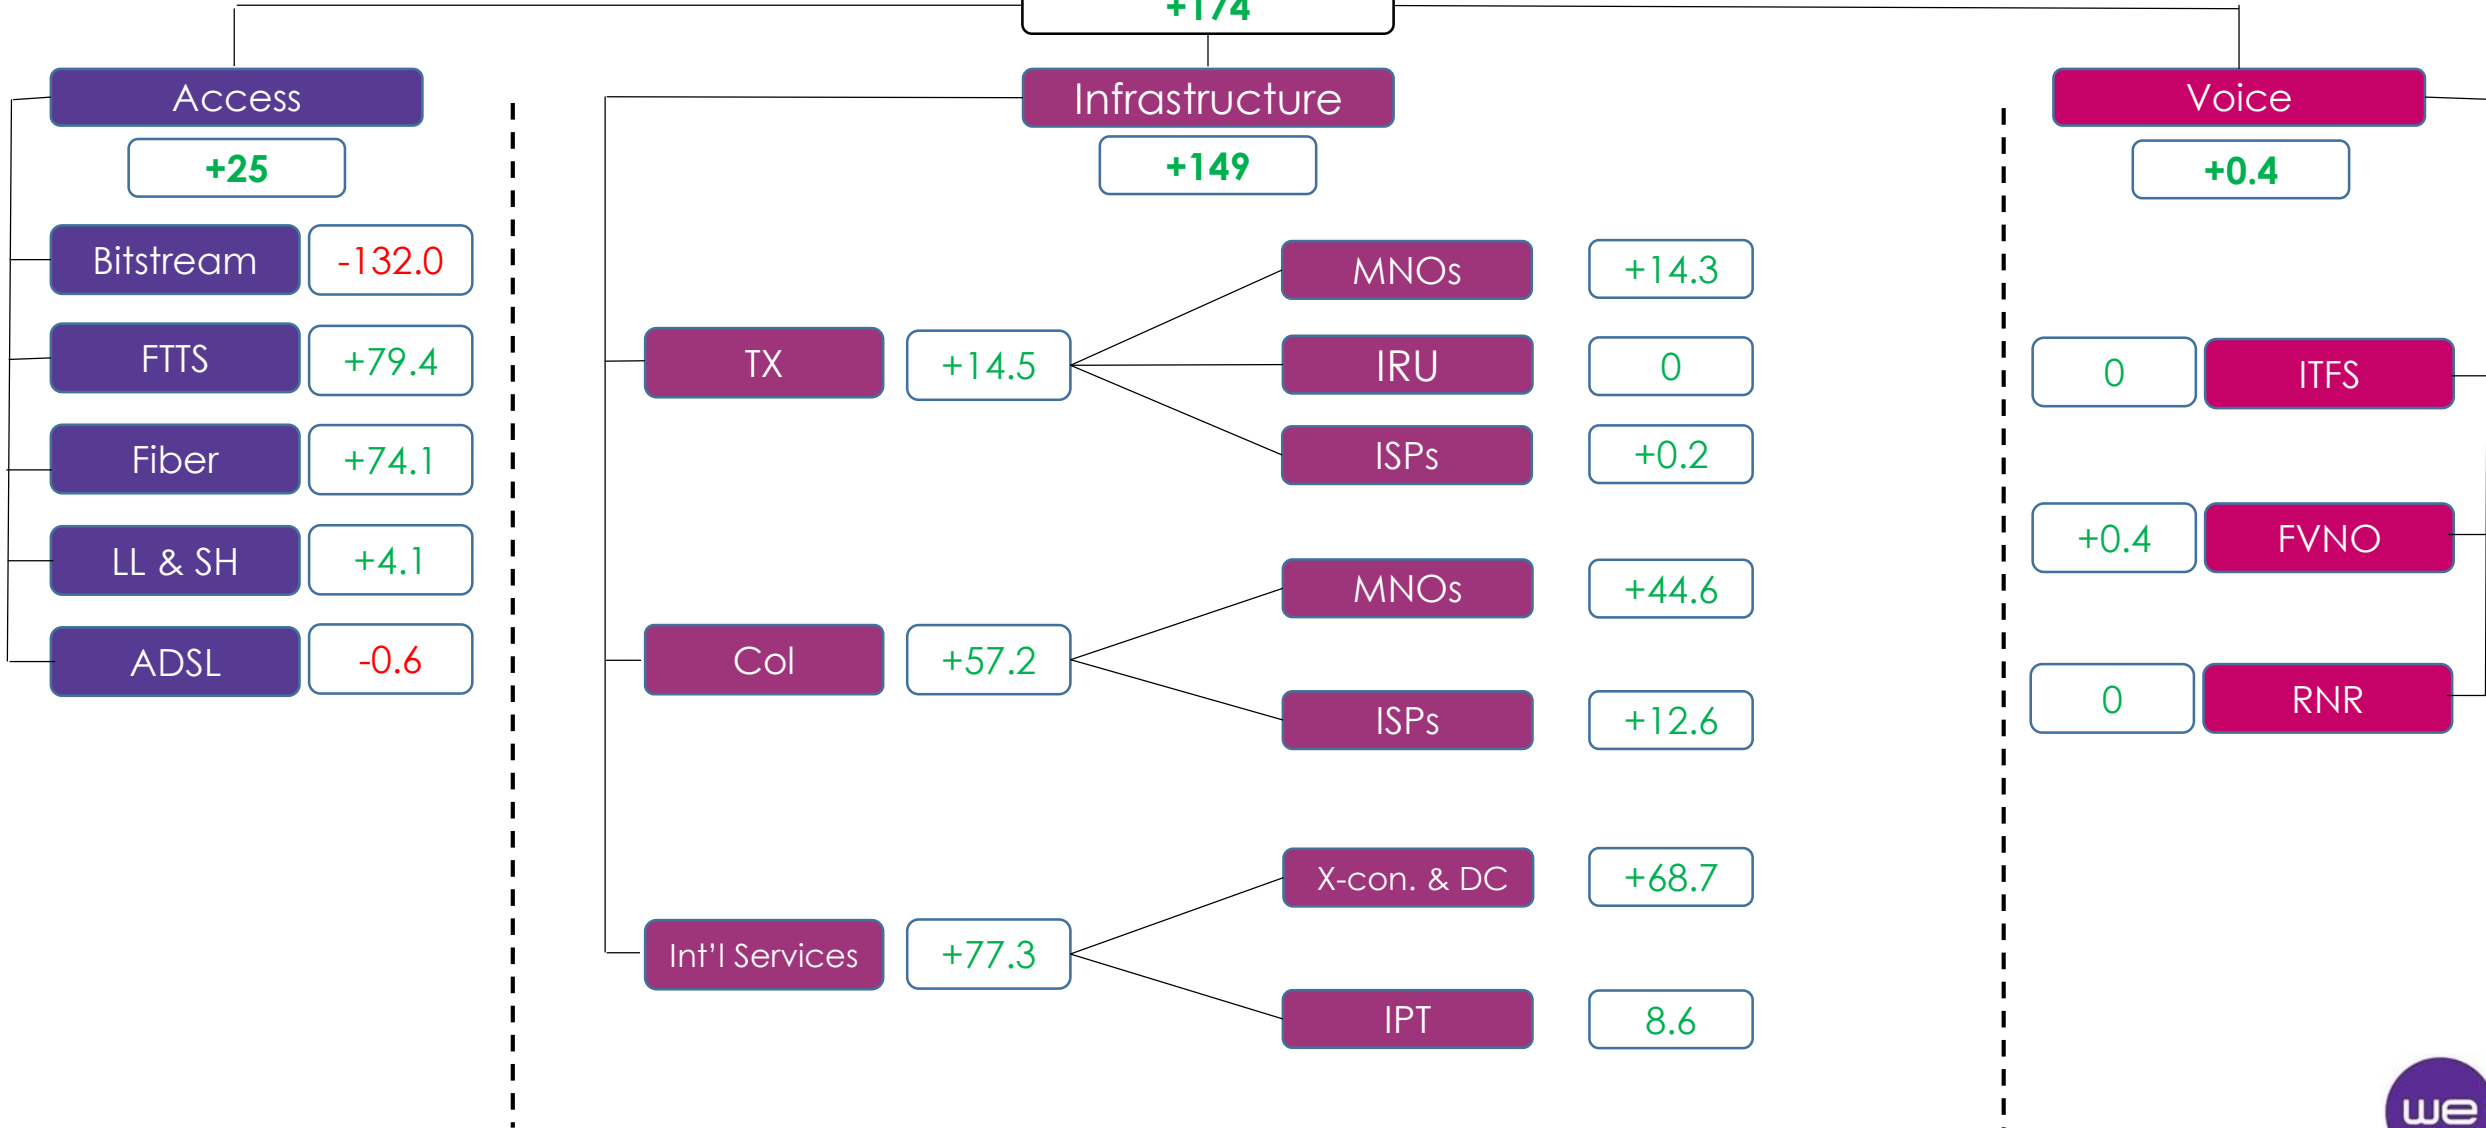 +174
Access
+25
Bitstream -132.0
FTTS +79.4
Fiber +74.1
LL & SH +4.1
ADSL -0.6
Infrastructure
+149
TX +14.5
MNOs +14.3
IRU 0
ISPs +0.2
Col +57.2
MNOs +44.6
ISPs +12.6
Int'l Services +77.3
X-con. & DC +68.7
IPT 8.6
Voice
+0.4
0 ITFS
+0.4 FVNO
0 RNR
we